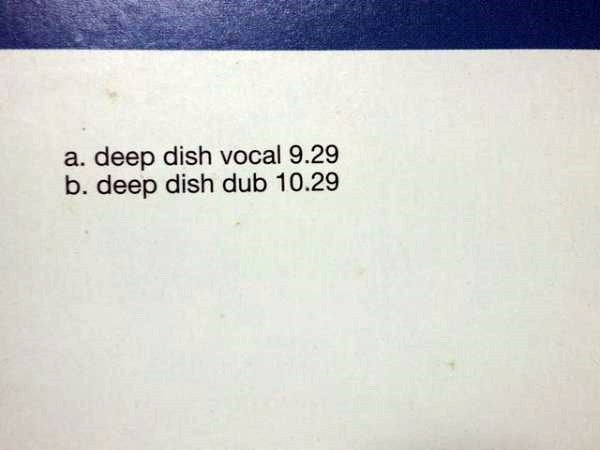 a. deep dish vocal 9.29
b. deep dish dub 10.29